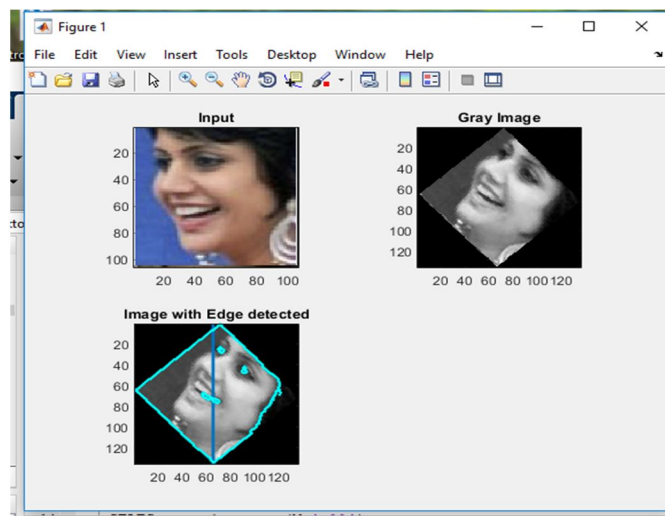 Figure 1
File Edit View Insert Tools Desktop Window Help
Input
20
40
60
80
100
20 40 60 80 100
Gray Image
20
40
60
80
100
120
20 40 60 80 100 120
Image with Edge detected
20
40
60
80
100
120
20 40 60 80 100 120